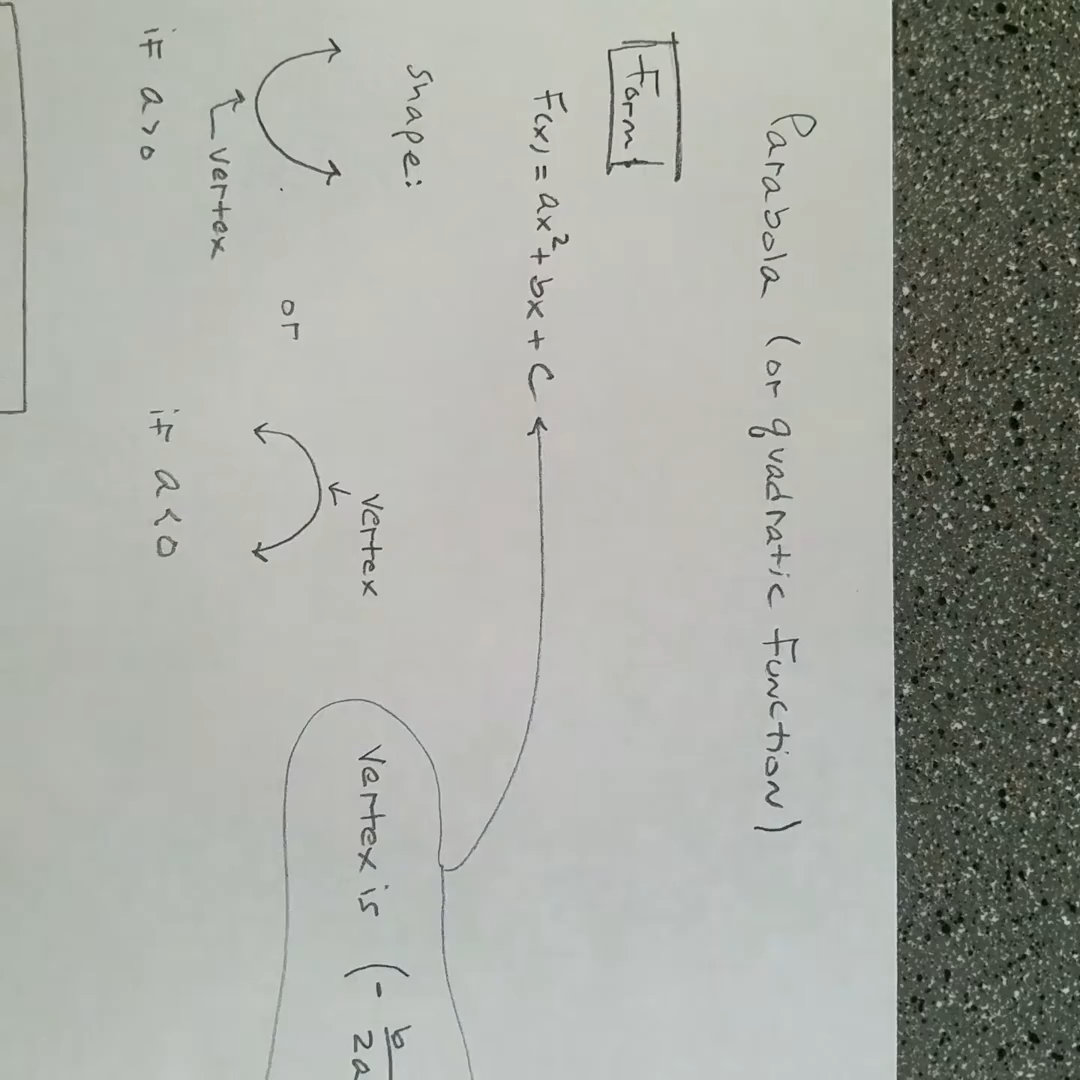 Parabola (or quadratic function)
Form
F(x) = ax² + bx + c
Shape:
vertex
or
vertex
if a>0
if a<0
Vertex is (- b/2a